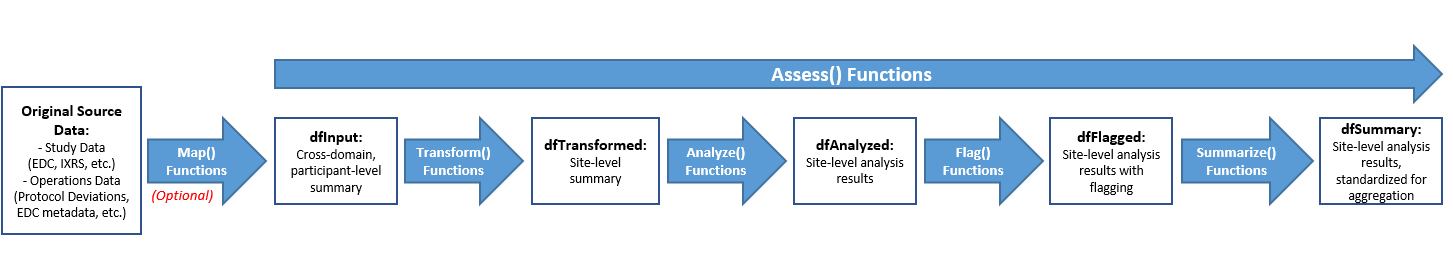 Assess() Functions
Original Source
Data:
- Study Data
(EDC, IXRS, etc.)
- Operations Data
(Protocol Deviations,
EDC metadata, etc.)
Map()
Functions
(Optional)
dfInput:
Cross-domain,
participant-level
summary
Transform()
Functions
dfTransformed:
Site-level
summary
Analyze()
Functions
dfAnalyzed:
Site-level analysis
results
Flag()
Functions
dfFlagged:
Site-level analysis
results with
flagging
Summarize()
Functions
dfSummary:
Site-level analysis
results,
standardized for
aggregation